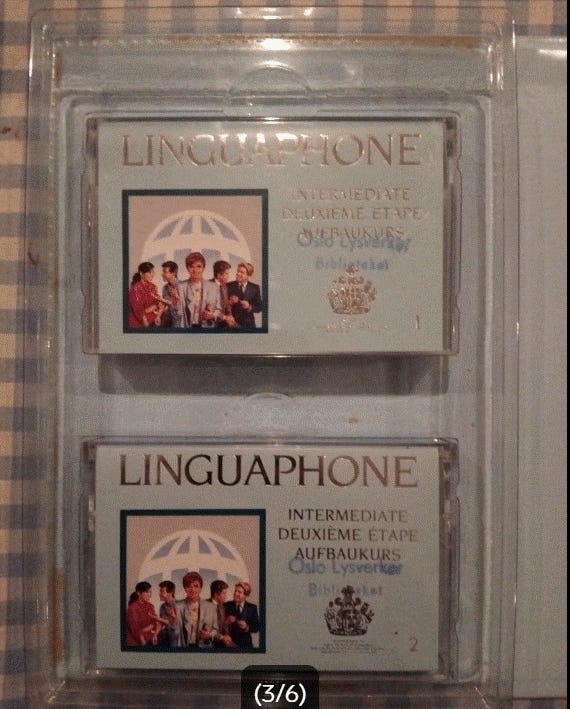 LINGUAPHONE
INTERMEDIATE
DEUXIÈME ÉTAPE
AUFBAUKURS
Oslo Lysverker
Biblioteket
1
LINGUAPHONE
INTERMEDIATE
DEUXIÈME ÉTAPE
AUFBAUKURS
Oslo Lysverker
Biblioteket
2
(3/6)